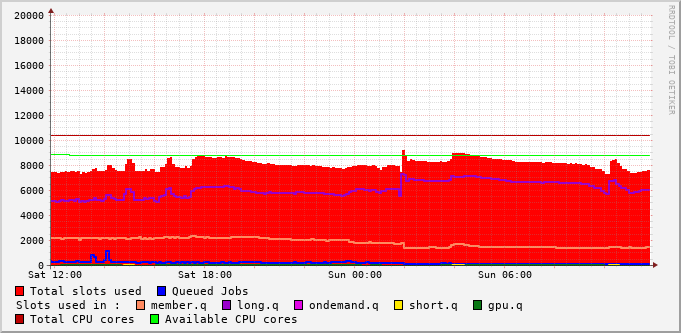 20000
18000
16000
14000
12000
10000
8000
6000
4000
2000
0
Sat 12:00 Sat 18:00 Sun 00:00 Sun 06:00
Total slots used Queued Jobs
Slots used in : member.q long.q ondemand.q short.q gpu.q
Total CPU cores Available CPU cores
RRDTOOL / TOBI OETIKER